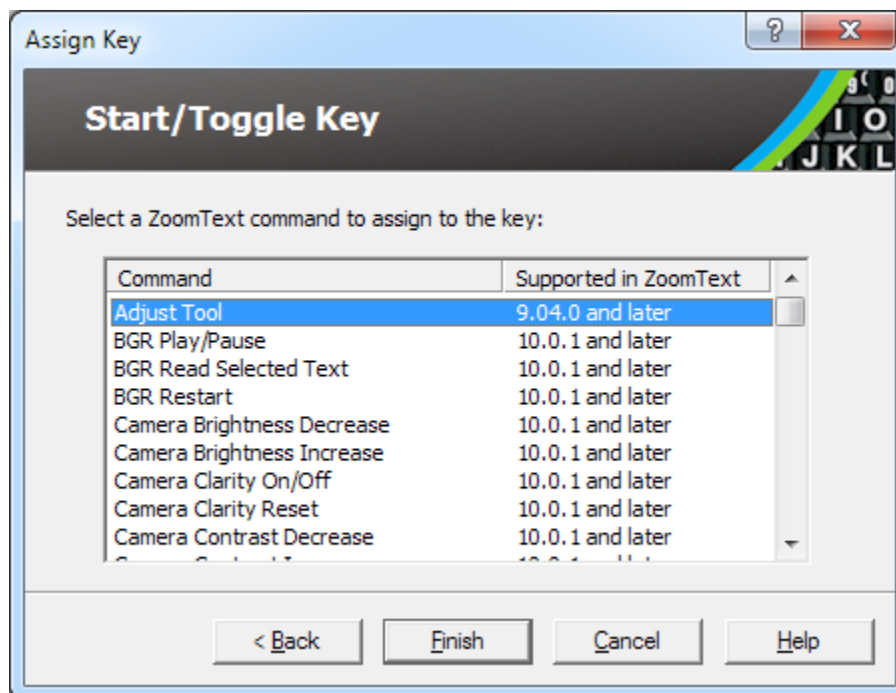 Assign Key
Start/Toggle Key
9 ( 0
I O
J K L
Select a ZoomText command to assign to the key:
Command Supported in ZoomText
Adjust Tool 9.04.0 and later
BGR Play/Pause 10.0.1 and later
BGR Read Selected Text 10.0.1 and later
BGR Restart 10.0.1 and later
Camera Brightness Decrease 10.0.1 and later
Camera Brightness Increase 10.0.1 and later
Camera Clarity On/Off 10.0.1 and later
Camera Clarity Reset 10.0.1 and later
Camera Contrast Decrease 10.0.1 and later
< Back Finish Cancel Help